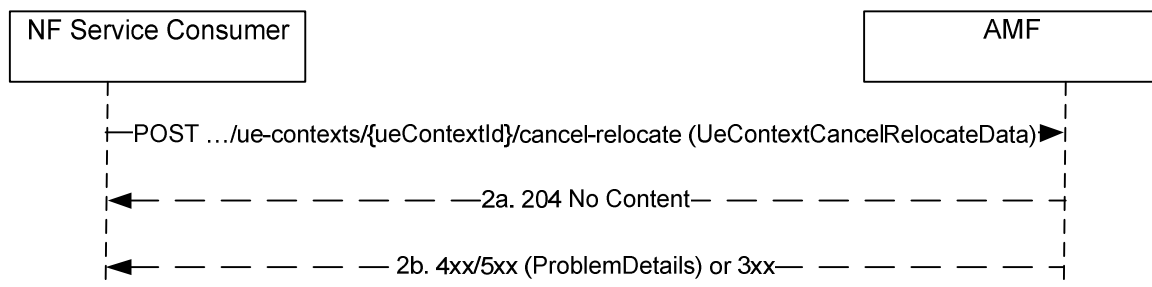 NF Service Consumer
AMF
POST …/ue-contexts/{ueContextId}/cancel-relocate (UeContextCancelRelocateData)
2a. 204 No Content
2b. 4xx/5xx (ProblemDetails) or 3xx